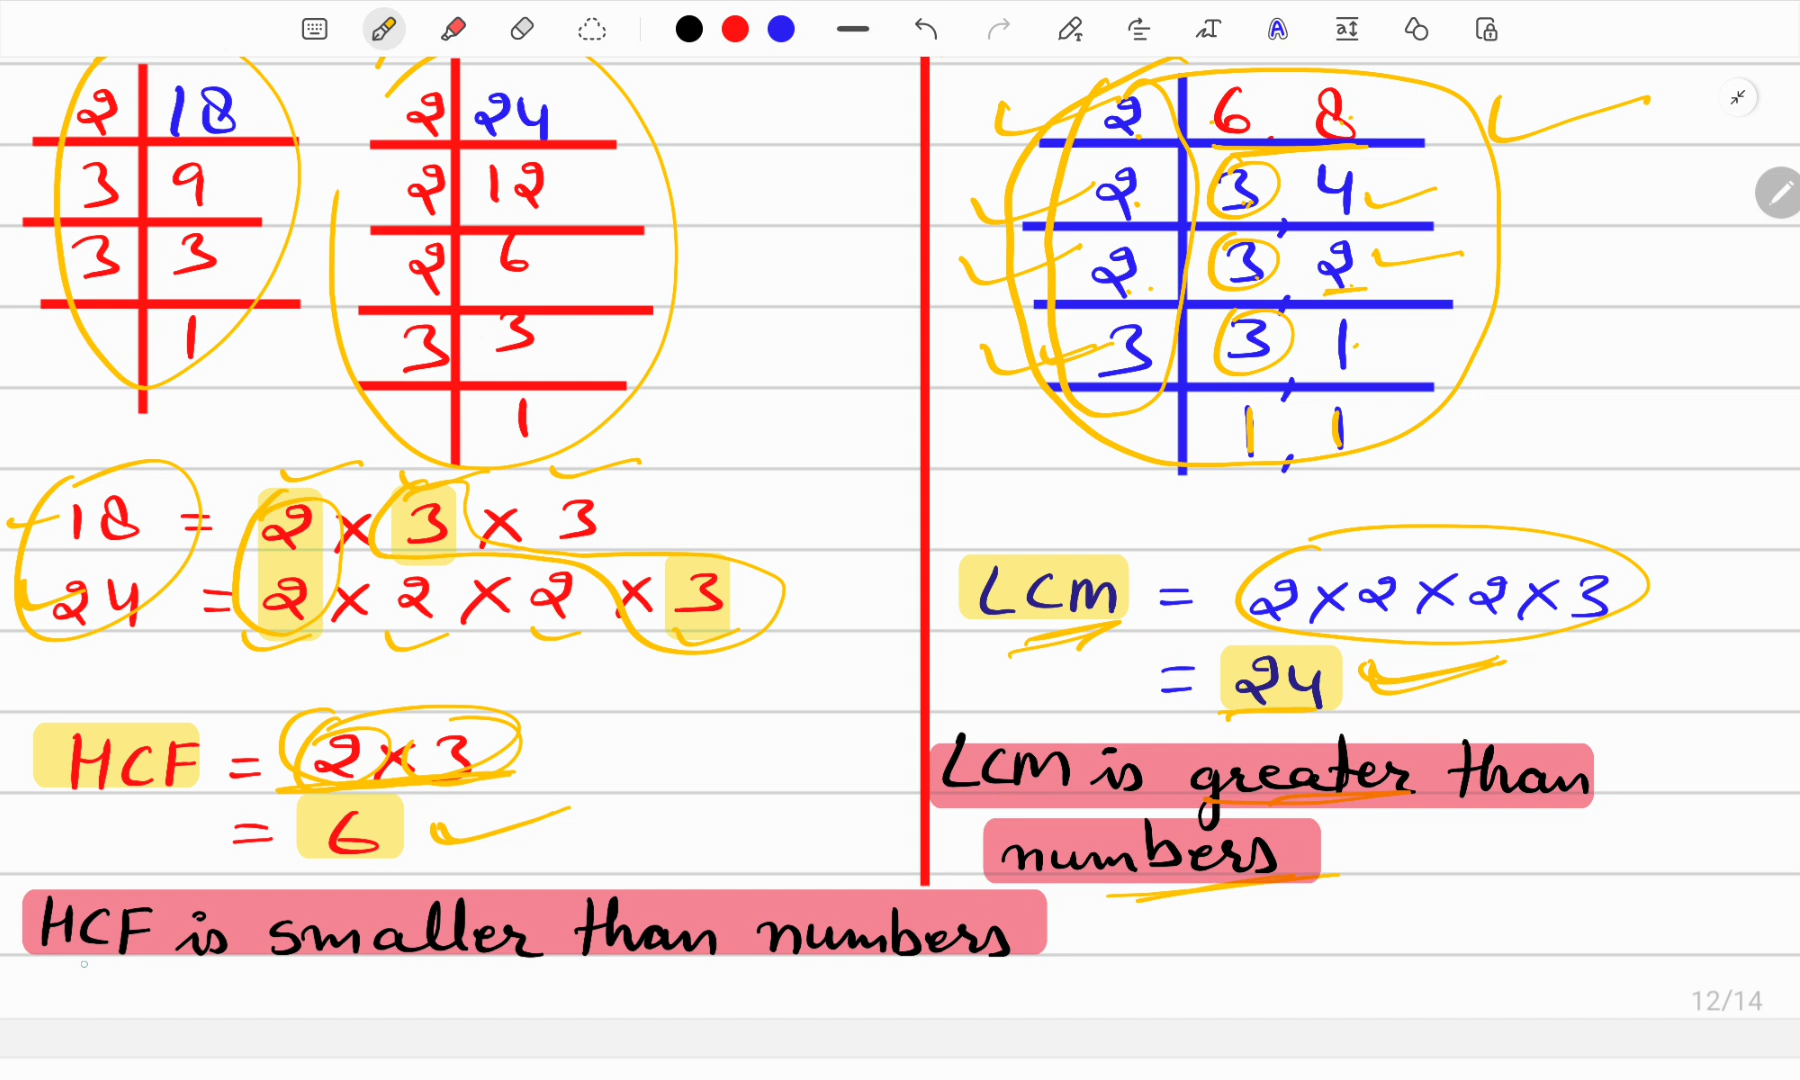 2 18
3 9
3 3
1
2 24
2 12
2 6
3 3
1
18 = 2 × 3 × 3
24 = 2 × 2 × 2 × 3
HCF = 2×3
= 6
HCF is smaller than numbers
2 6, 8
2 3, 4
2 3, 2
3 3, 1
1, 1
LCM = 2×2×2×3
= 24
LCM is greater than
numbers
12/14